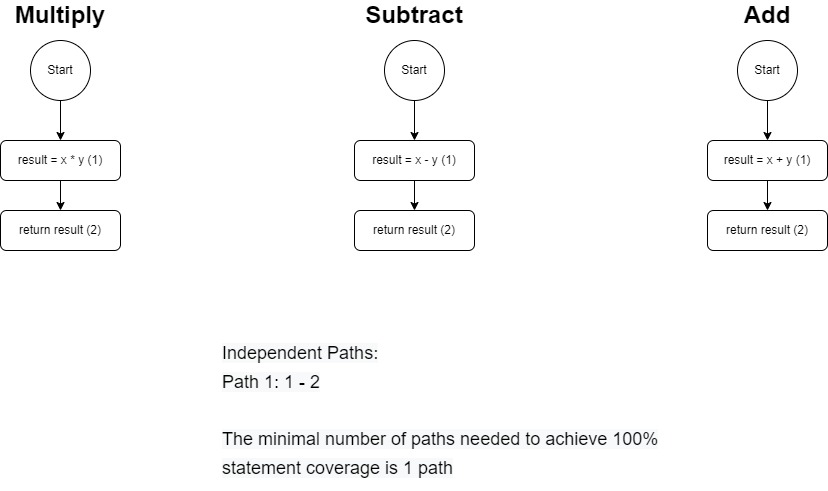 Multiply
Subtract
Add
Start
Start
Start
result = x * y (1)
result = x - y (1)
result = x + y (1)
return result (2)
return result (2)
return result (2)
Independent Paths:
Path 1: 1 - 2
The minimal number of paths needed to achieve 100%
statement coverage is 1 path